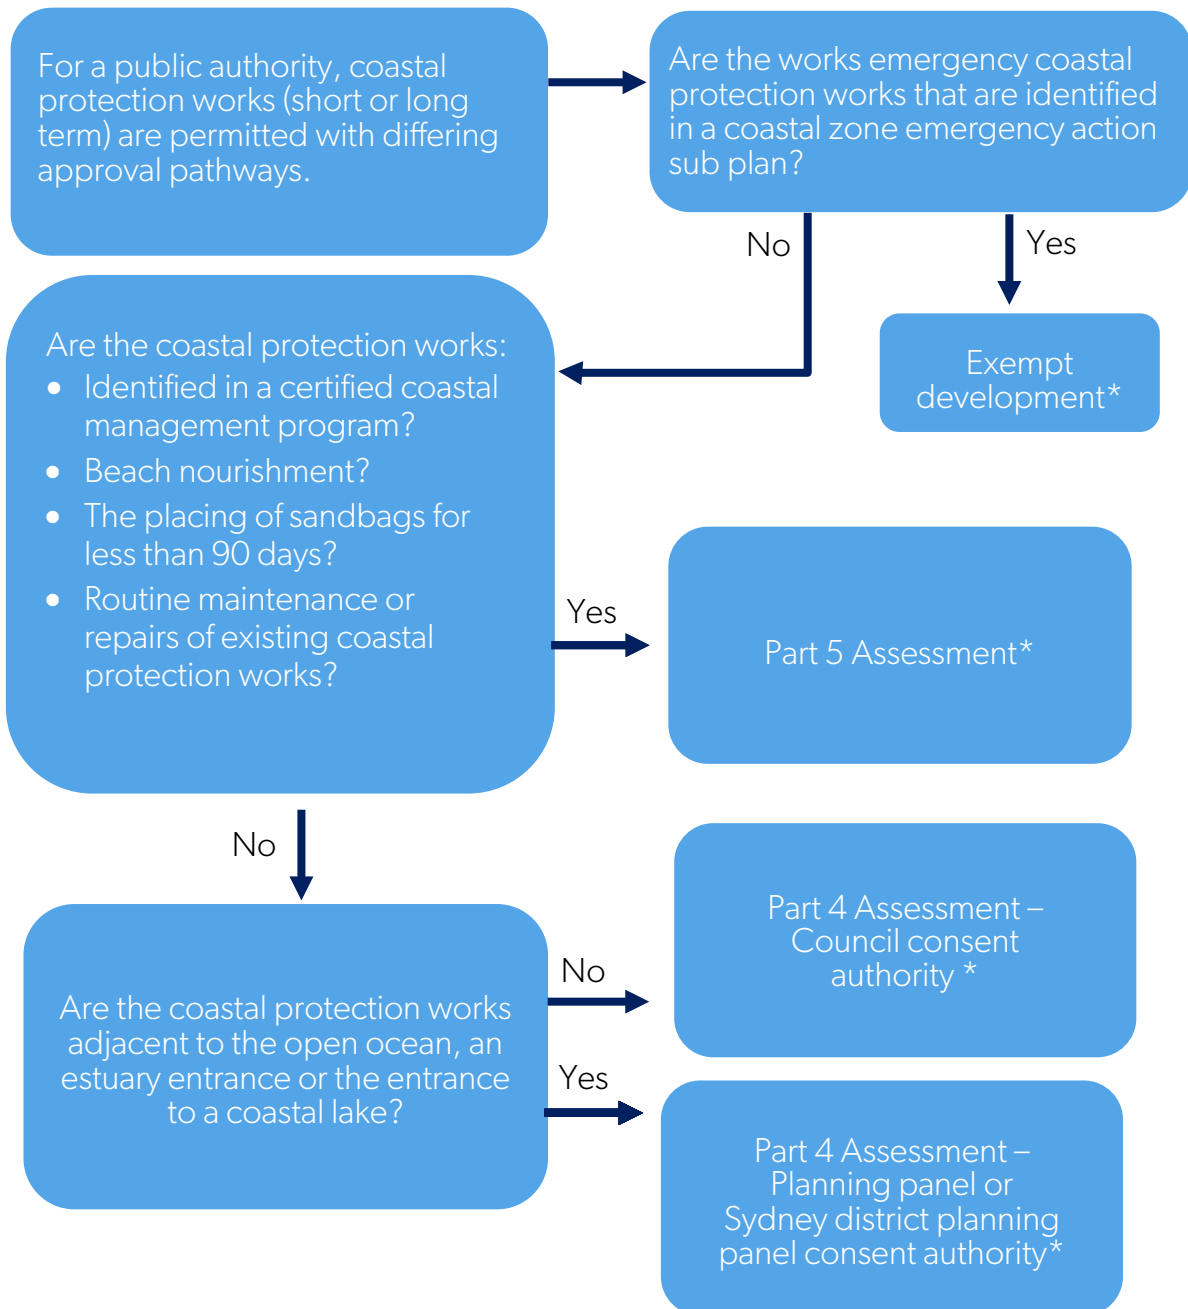 For a public authority, coastal
protection works (short or long
term) are permitted with differing
approval pathways.
Are the works emergency coastal
protection works that are identified
in a coastal zone emergency action
sub plan?
No
Yes
Exempt
development*
Are the coastal protection works:
• Identified in a certified coastal
management program?
• Beach nourishment?
• The placing of sandbags for
less than 90 days?
• Routine maintenance or
repairs of existing coastal
protection works?
Yes
Part 5 Assessment*
No
Are the coastal protection works
adjacent to the open ocean, an
estuary entrance or the entrance
to a coastal lake?
No
Part 4 Assessment –
Council consent
authority *
Yes
Part 4 Assessment –
Planning panel or
Sydney district planning
panel consent authority*